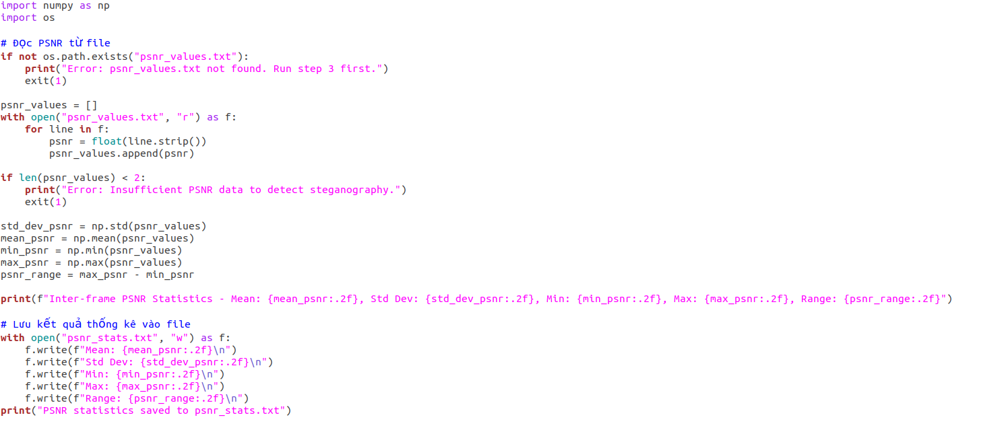 import numpy as np
import os
# Đọc PSNR từ file
if not os.path.exists("psnr_values.txt"):
    print("Error: psnr_values.txt not found. Run step 3 first.")
    exit(1)
psnr_values = []
with open("psnr_values.txt", "r") as f:
    for line in f:
        psnr = float(line.strip())
        psnr_values.append(psnr)
if len(psnr_values) < 2:
    print("Error: Insufficient PSNR data to detect steganography.")
    exit(1)
std_dev_psnr = np.std(psnr_values)
mean_psnr = np.mean(psnr_values)
min_psnr = np.min(psnr_values)
max_psnr = np.max(psnr_values)
psnr_range = max_psnr - min_psnr
print(f"Inter-frame PSNR Statistics - Mean: {mean_psnr:.2f}, Std Dev: {std_dev_psnr:.2f}, Min: {min_psnr:.2f}, Max: {max_psnr:.2f}, Range: {psnr_range:.2f}")
# Lưu kết quả thống kê vào file
with open("psnr_stats.txt", "w") as f:
    f.write(f"Mean: {mean_psnr:.2f}\n")
    f.write(f"Std Dev: {std_dev_psnr:.2f}\n")
    f.write(f"Min: {min_psnr:.2f}\n")
    f.write(f"Max: {max_psnr:.2f}\n")
    f.write(f"Range: {psnr_range:.2f}\n")
print("PSNR statistics saved to psnr_stats.txt")